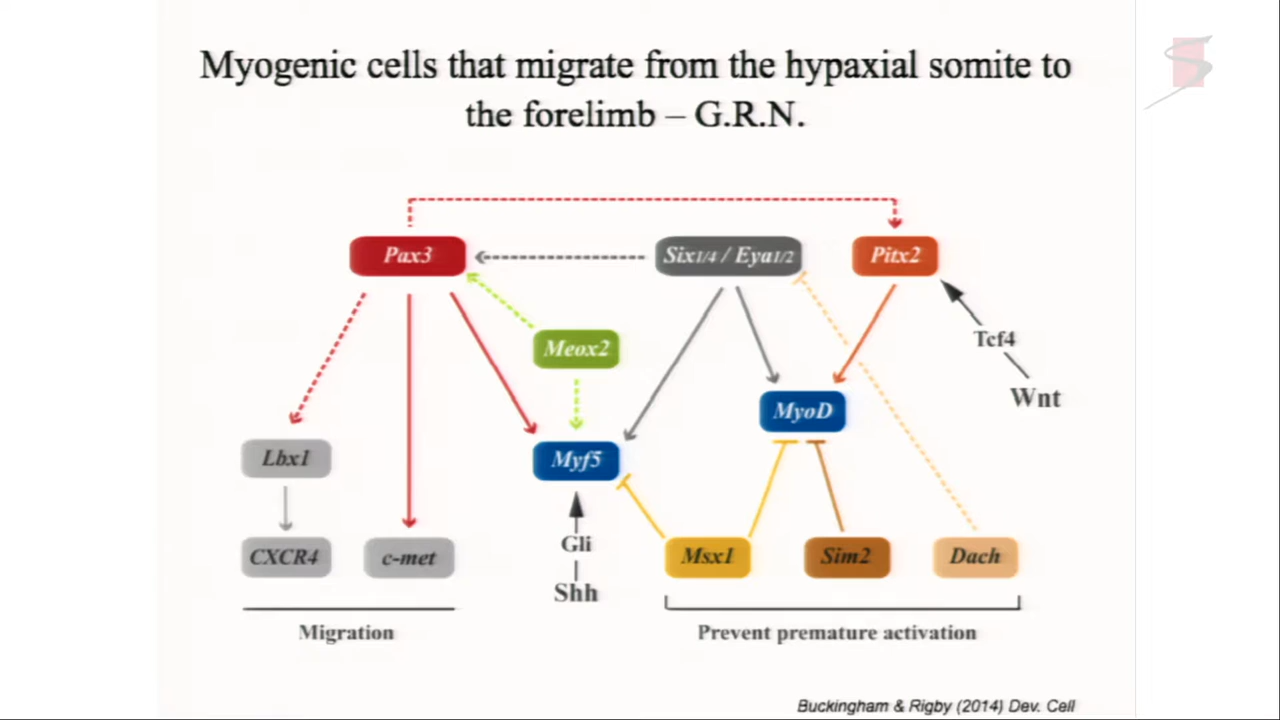 Myogenic cells that migrate from the hypaxial somite to
the forelimb – G.R.N.
Pax3
Six1/4 / Eya1/2
Pitx2
Tcf4
Meox2
Wnt
MyoD
Lbx1
Myf5
Gli
CXCR4
c-met
Msx1
Sim2
Dach
Shh
Migration
Prevent premature activation
Buckingham & Rigby (2014) Dev. Cell